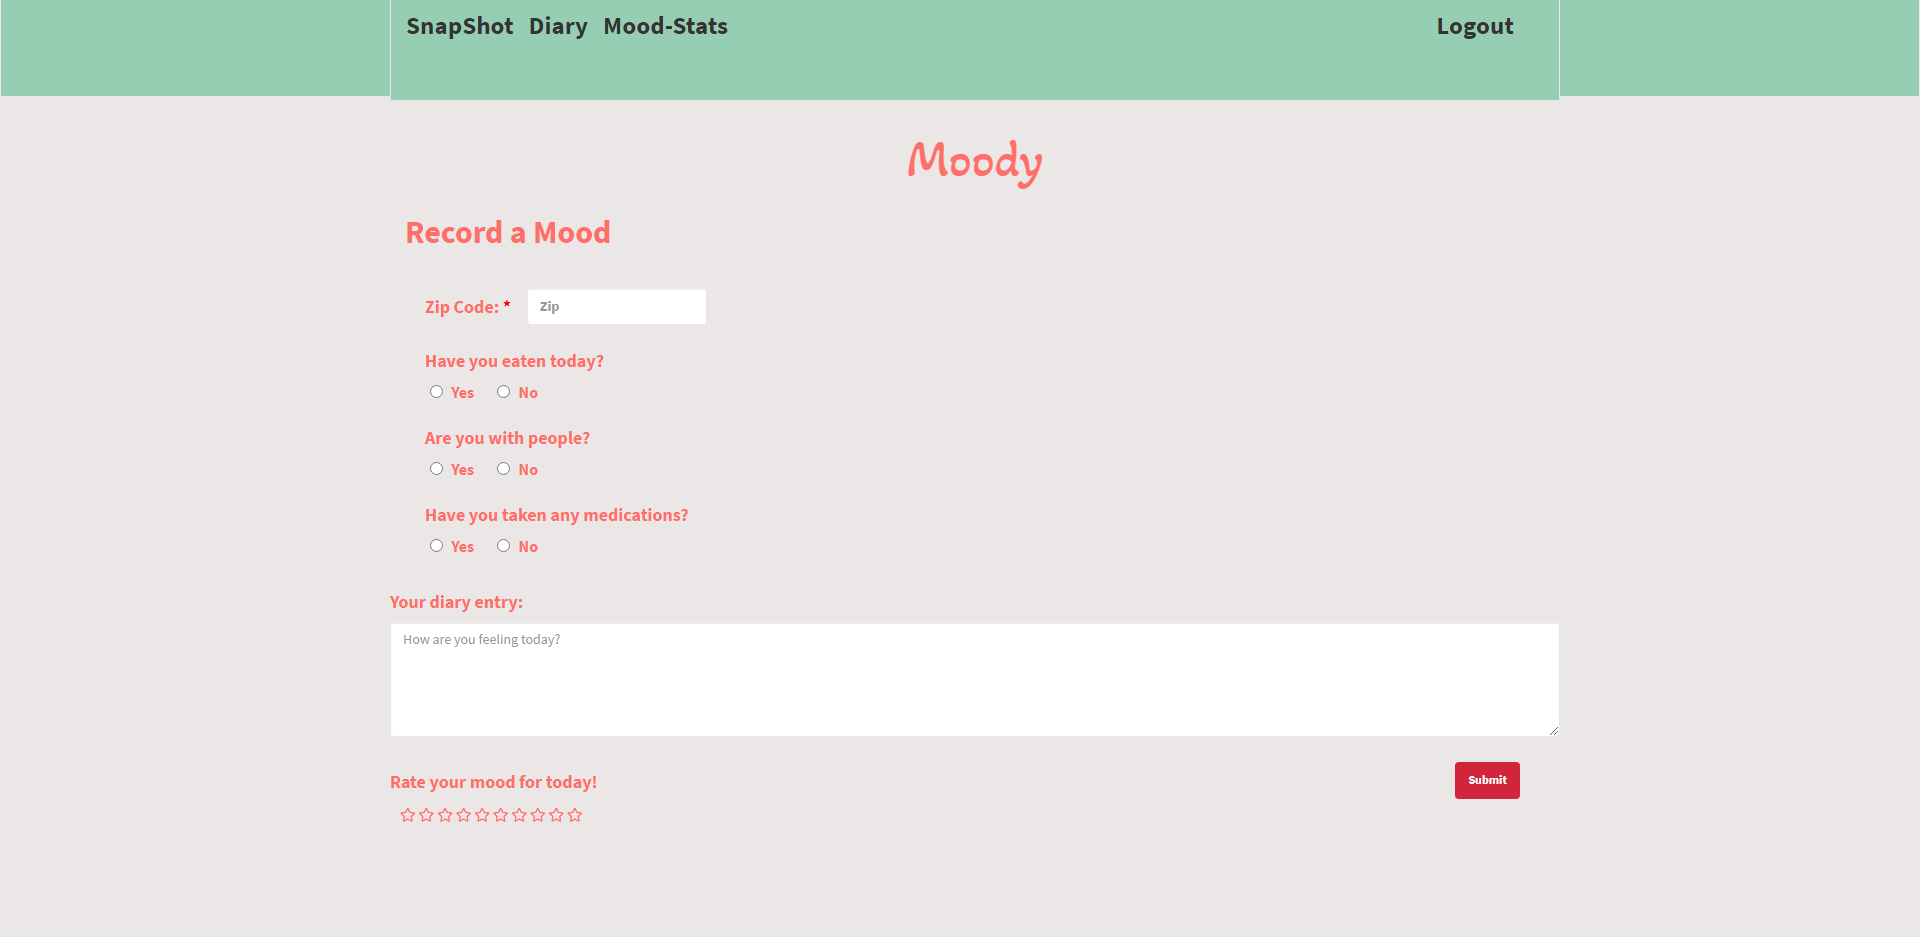 SnapShot Diary Mood-Stats Logout
Moody
Record a Mood
Zip Code: * Zip
Have you eaten today?
Yes No
Are you with people?
Yes No
Have you taken any medications?
Yes No
Your diary entry:
How are you feeling today?
Rate your mood for today! Submit